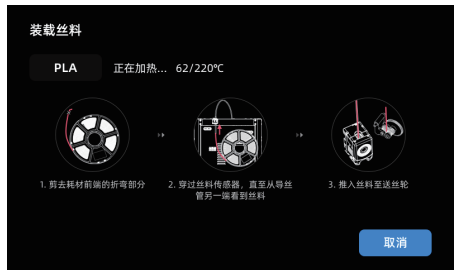 装载丝料
PLA 正在加热... 62/220℃
1. 剪去耗材前端的折弯部分
2. 穿过丝料传感器，直至从导丝
管另一端看到丝料
3. 推入丝料至送丝轮
取消